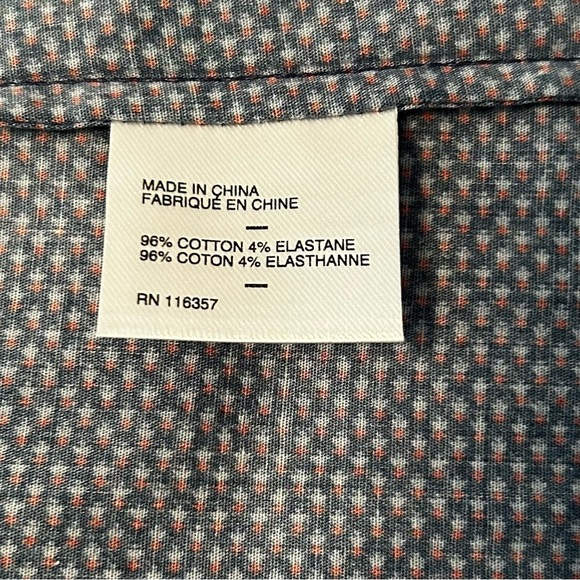 MADE IN CHINA
FABRIQUÉ EN CHINE
96% COTTON 4% ELASTANE
96% COTON 4% ELASTHANNE
RN 116357